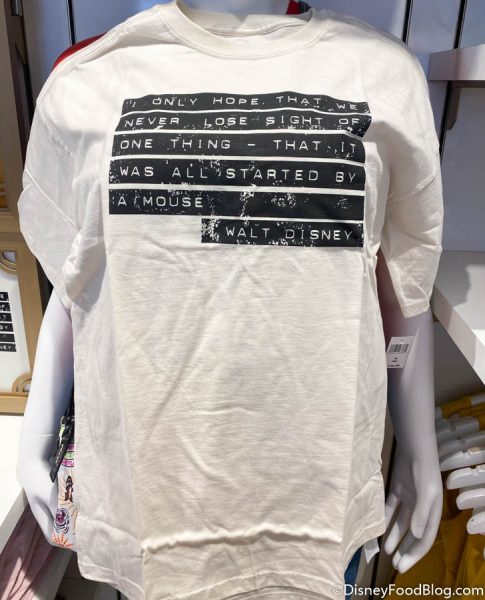 I ONLY HOPE THAT WE
NEVER LOSE SIGHT OF
ONE THING - THAT IT
WAS ALL STARTED BY
A MOUSE
WALT DISNEY
©DisneyFoodBlog.com